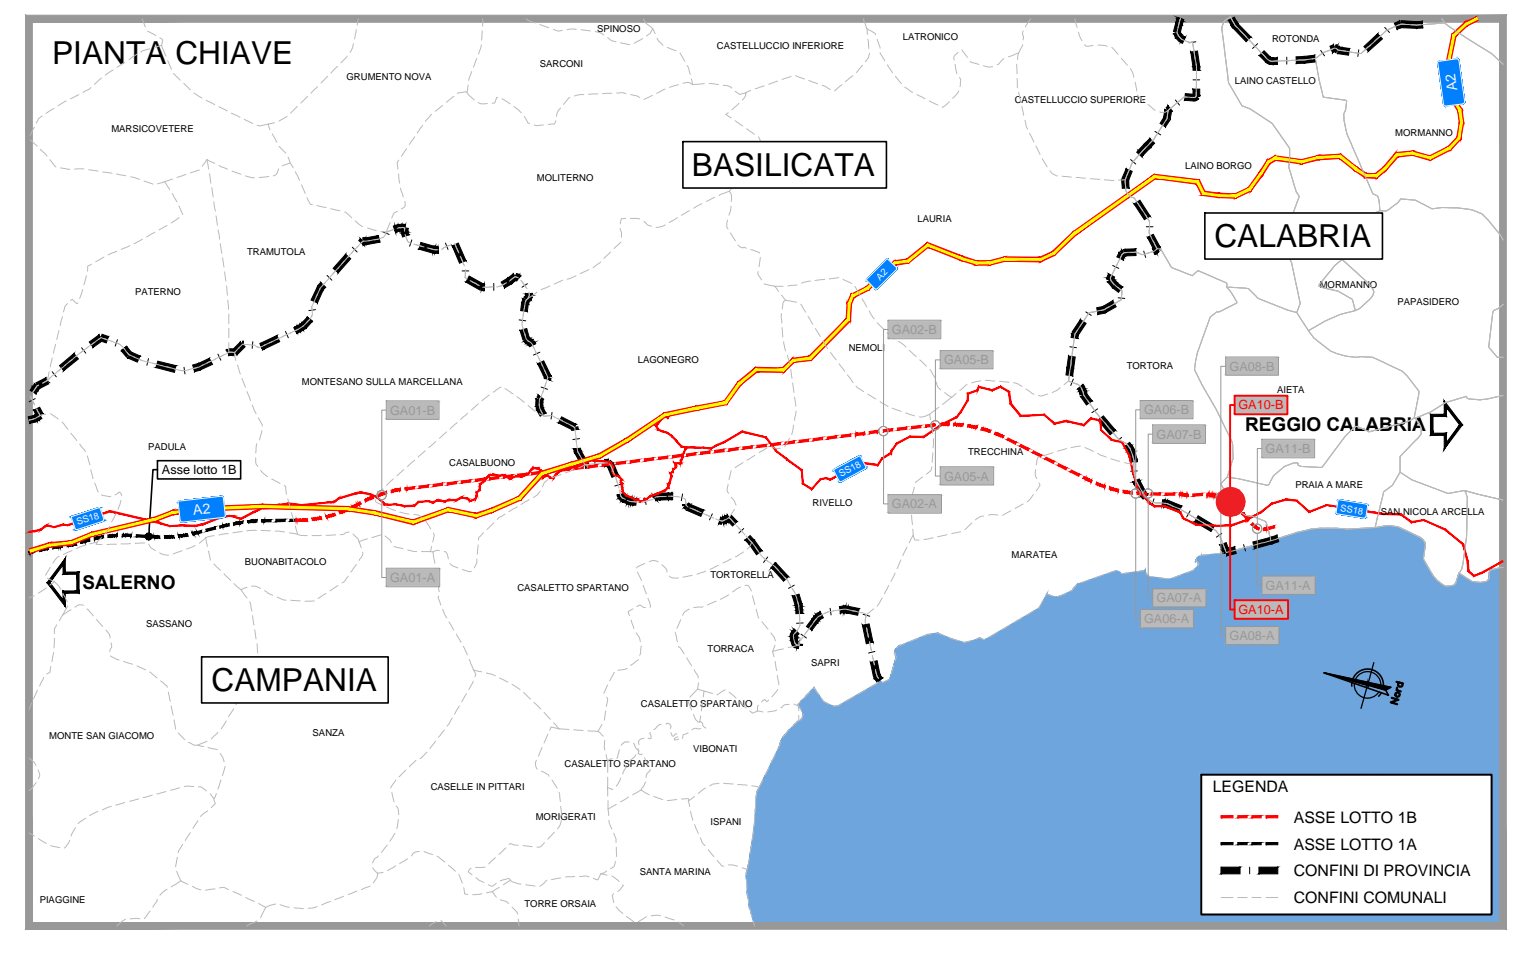 PIANTA CHIAVE
SPINOSO
CASTELLUCCIO INFERIORE
LATRONICO
ROTONDA
GRUMENTO NOVA
SARCONI
LAINO CASTELLO
A2
CASTELLUCCIO SUPERIORE
MARSICOVETERE
MORMANNO
BASILICATA
LAINO BORGO
MOLITERNO
LAURIA
CALABRIA
TRAMUTOLA
A2
PATERNO
MORMANNO
PAPASIDERO
GA02-B
NEMOLI
LAGONEGRO
GA05-B
TORTORA
GA08-B
MONTESANO SULLA MARCELLANA
AIETA
GA01-B
GA06-B
GA10-B
REGGIO CALABRIA
GA07-B
PADULA
GA11-B
TRECCHINA
CASALBUONO
Asse lotto 1B
SS18
GA05-A
PRAIA A MARE
RIVELLO
GA02-A
A2
SS18
SS18
SAN NICOLA ARCELLA
MARATEA
BUONABITACOLO
SALERNO
GA01-A
TORTORELLA
CASALETTO SPARTANO
GA11-A
GA07-A
GA10-A
GA06-A
SASSANO
GA08-A
TORRACA
SAPRI
CAMPANIA
Nord
CASALETTO SPARTANO
MONTE SAN GIACOMO
SANZA
VIBONATI
CASALETTO SPARTANO
CASELLE IN PITTARI
LEGENDA
MORIGERATI
ISPANI
ASSE LOTTO 1B
ASSE LOTTO 1A
SANTA MARINA
CONFINI DI PROVINCIA
PIAGGINE
TORRE ORSAIA
CONFINI COMUNALI